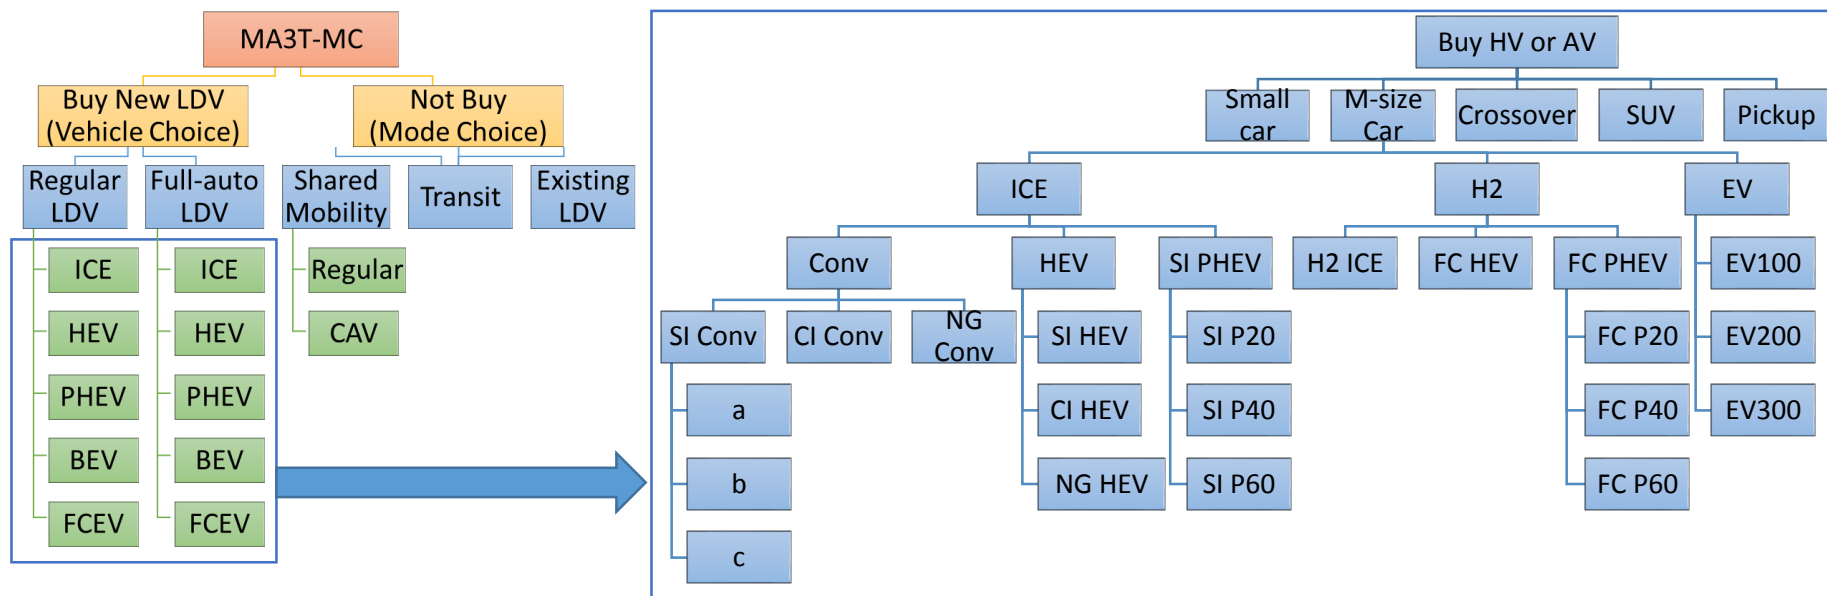 MA3T-MC
Buy New LDV
(Vehicle Choice)
Not Buy
(Mode Choice)
Regular
LDV
Full-auto
LDV
Shared
Mobility
Transit
Existing
LDV
ICE
HEV
PHEV
BEV
FCEV
ICE
HEV
PHEV
BEV
FCEV
Regular
CAV
Buy HV or AV
Small
car
M-size
Car
Crossover
SUV
Pickup
ICE
H2
EV
Conv
HEV
SI PHEV
H2 ICE
FC HEV
FC PHEV
EV100
SI Conv
CI Conv
NG
Conv
SI HEV
SI P20
FC P20
EV200
a
CI HEV
SI P40
FC P40
EV300
b
NG HEV
SI P60
FC P60
c